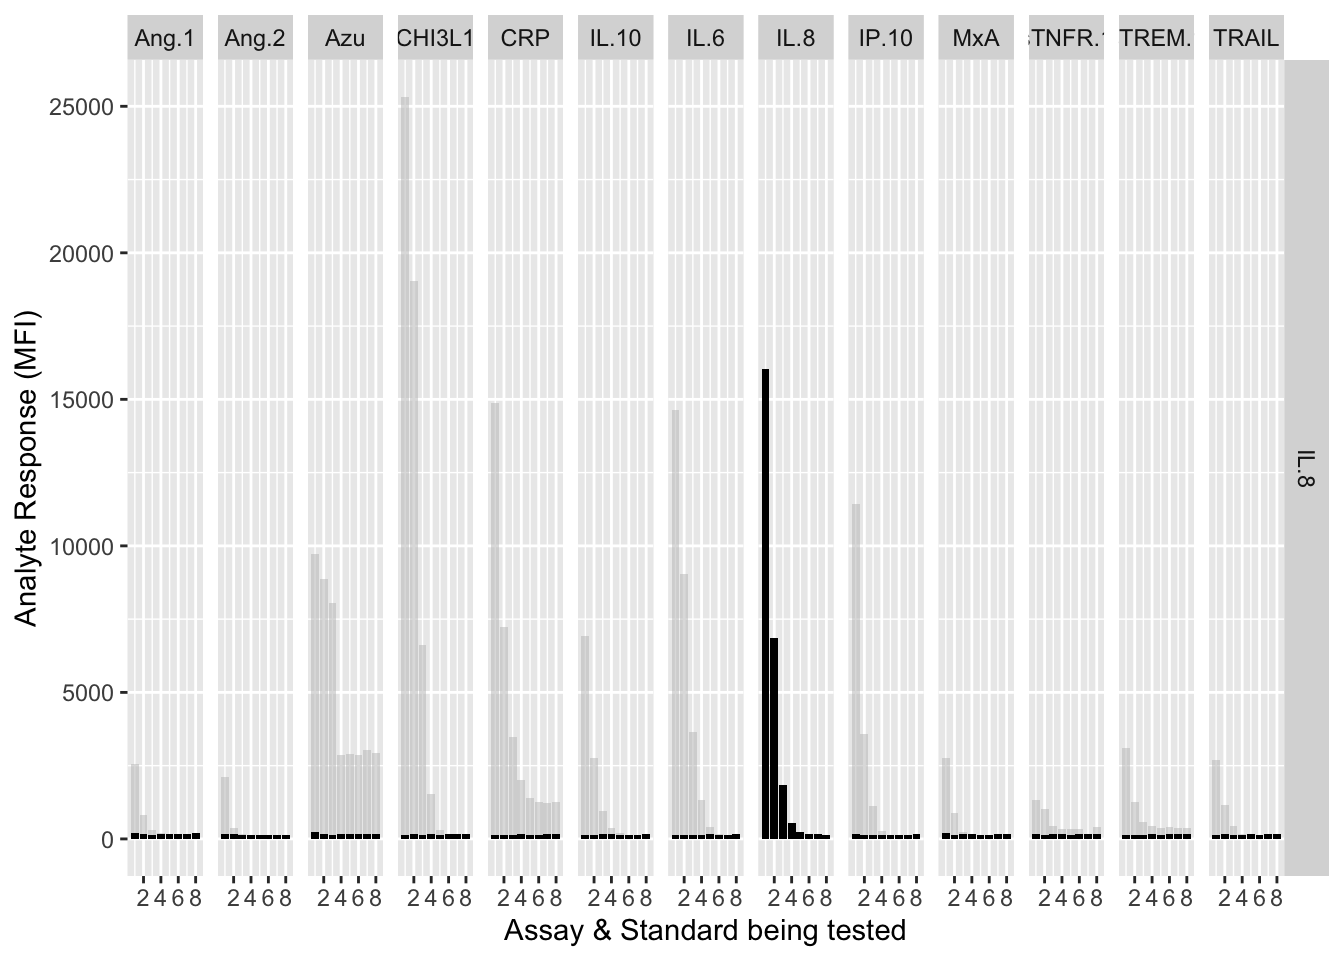 Ang.1 Ang.2 Azu CHI3L1 CRP IL.10 IL.6 IL.8 IP.10 MxA sTNFR.1 TREM. TRAIL
25000
20000
15000
10000
5000
0
Analyte Response (MFI)
IL.8
2 4 6 8 2 4 6 8 2 4 6 8 2 4 6 8 2 4 6 8 2 4 6 8 2 4 6 8 2 4 6 8 2 4 6 8 2 4 6 8 2 4 6 8 2 4 6 8 2 4 6 8
Assay & Standard being tested